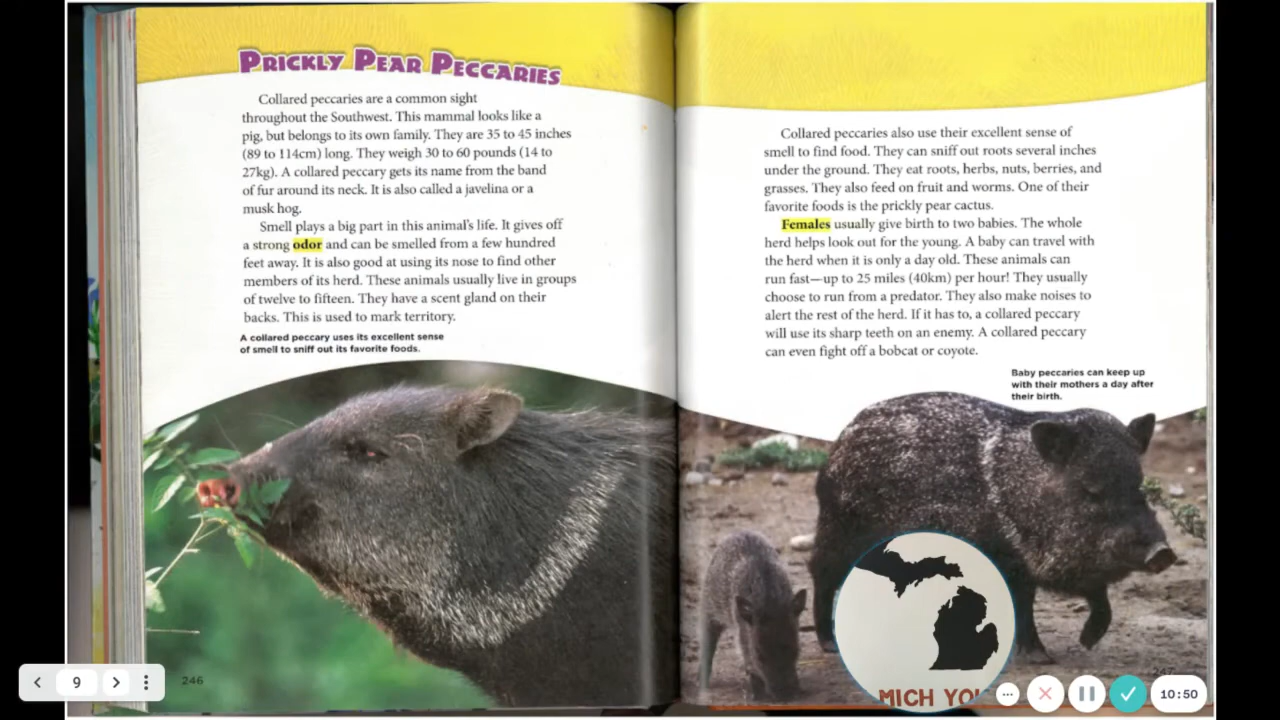 PRICKLY PEAR PECCARIES
Collared peccaries are a common sight
throughout the Southwest. This mammal looks like a
pig, but belongs to its own family. They are 35 to 45 inches
(89 to 114cm) long. They weigh 30 to 60 pounds (14 to
27kg). A collared peccary gets its name from the band
of fur around its neck. It is also called a javelina or a
musk hog.
Smell plays a big part in this animal's life. It gives off
a strong odor and can be smelled from a few hundred
feet away. It is also good at using its nose to find other
members of its herd. These animals usually live in groups
of twelve to fifteen. They have a scent gland on their
backs. This is used to mark territory.
A collared peccary uses its excellent sense
of smell to sniff out its favorite foods.
246
Collared peccaries also use their excellent sense of
smell to find food. They can sniff out roots several inches
under the ground. They eat roots, herbs, nuts, berries, and
grasses. They also feed on fruit and worms. One of their
favorite foods is the prickly pear cactus.
Females usually give birth to two babies. The whole
herd helps look out for the young. A baby can travel with
the herd when it is only a day old. These animals can
run fast—up to 25 miles (40km) per hour! They usually
choose to run from a predator. They also make noises to
alert the rest of the herd. If it has to, a collared peccary
will use its sharp teeth on an enemy. A collared peccary
can even fight off a bobcat or coyote.
Baby peccaries can keep up
with their mothers a day after
their birth.
MICH
9
10:50